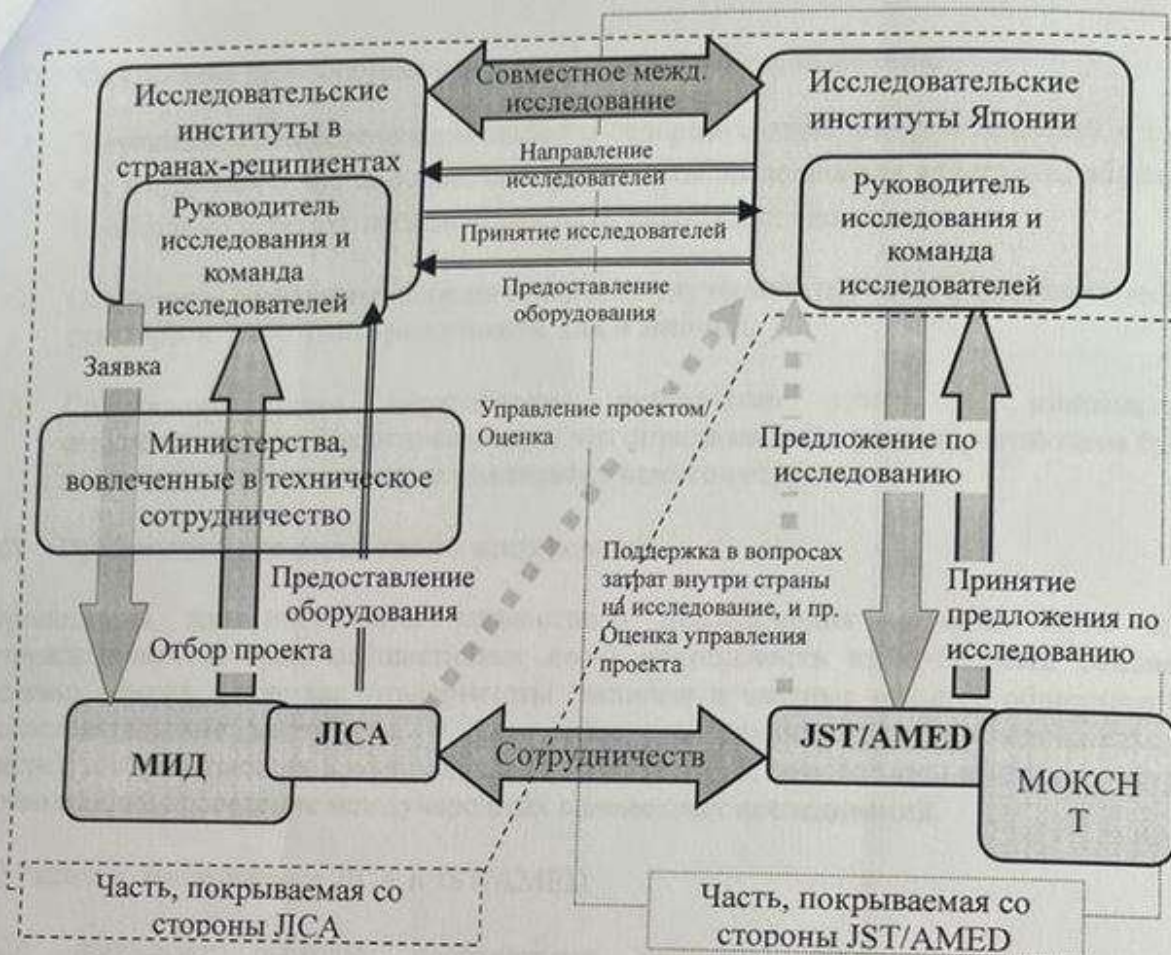 Исследовательские
институты в
странах-реципиентах
Руководитель
исследования и
команда
исследователей
Совместное межд.
исследование
Направление
исследователей
Принятие исследователей
Предоставление
оборудования
Исследовательские
институты Японии
Руководитель
исследования и
команда
исследователей
Заявка
Министерства,
вовлеченные в техническое
сотрудничество
Отбор проекта
Предоставление
оборудования
Управление проектом/
Оценка
Поддержка в вопросах
затрат внутри страны
на исследование, и пр.
Оценка управления
проекта
Предложение по
исследованию
Принятие
предложения по
исследованию
МИД
JICA
Сотрудничеств
JST/AMED
МОКСН
Т
Часть, покрываемая со
стороны JICA
Часть, покрываемая со
стороны JST/AMED